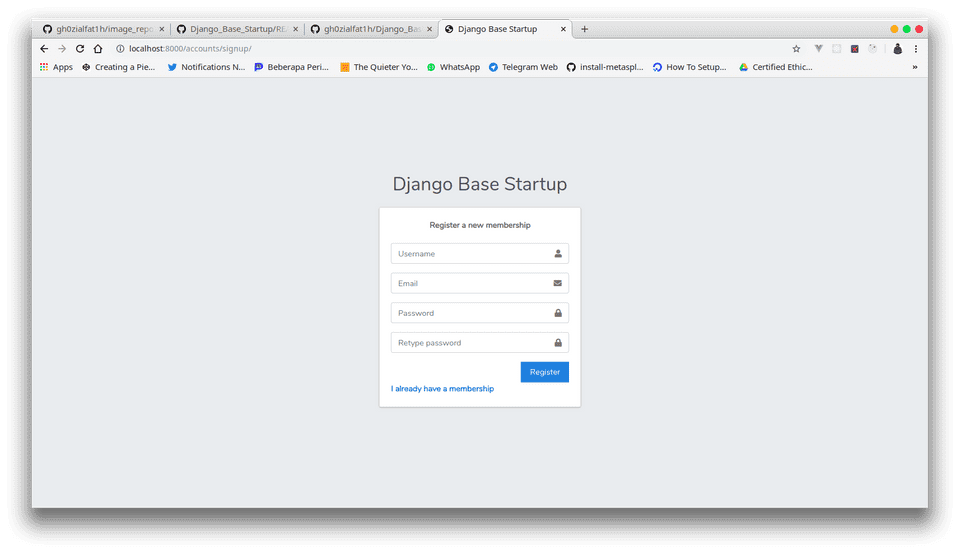 gh0zialfat1h/image_repo
Django_Base_Startup/RE
gh0zialfat1h/Django_Bas
Django Base Startup
localhost:8000/accounts/signup/
Apps
Creating a Pie...
Notifications N...
Beberapa Peri...
The Quieter Yo...
WhatsApp
Telegram Web
install-metaspl...
How To Setup...
Certified Ethic...
»
Django Base Startup
Register a new membership
Username
Email
Password
Retype password
Register
I already have a membership